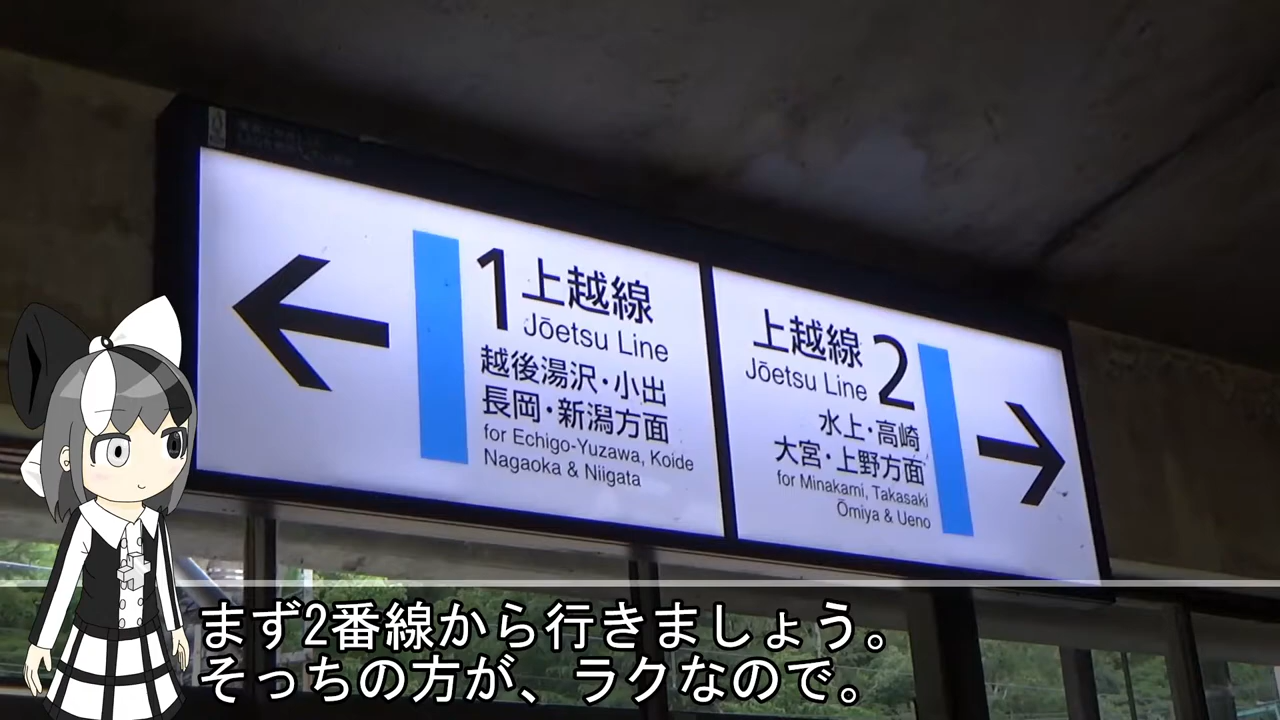 1 上越線
Jōetsu Line
越後湯沢・小出
長岡・新潟方面
for Echigo-Yuzawa, Koide
Nagaoka & Niigata
上越線 2
Jōetsu Line
水上・高崎
大宮・上野方面
for Minakami, Takasaki
Ōmiya & Ueno
まず2番線から行きましょう。
そっちの方が、ラクなので。